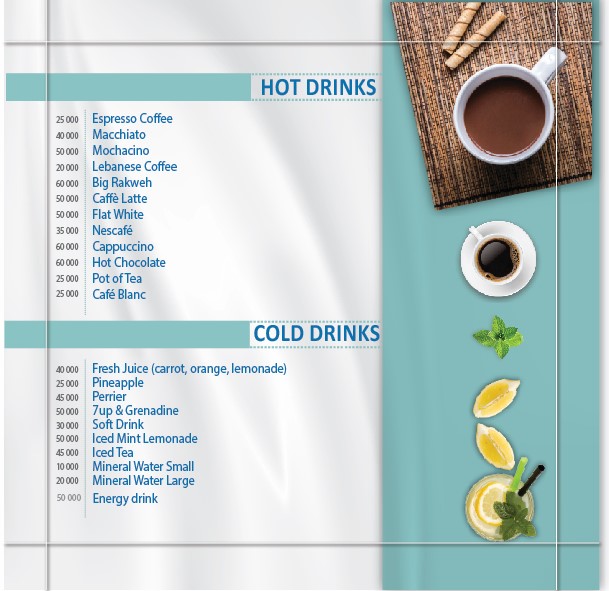 HOT DRINKS
25 000 Espresso Coffee
40 000 Macchiato
50 000 Mochacino
20 000 Lebanese Coffee
60 000 Big Rakweh
50 000 Caffè Latte
50 000 Flat White
35 000 Nescafé
60 000 Cappuccino
60 000 Hot Chocolate
25 000 Pot of Tea
25 000 Café Blanc
COLD DRINKS
40 000 Fresh Juice (carrot, orange, lemonade)
25 000 Pineapple
45 000 Perrier
50 000 7up & Grenadine
30 000 Soft Drink
50 000 Iced Mint Lemonade
45 000 Iced Tea
10 000 Mineral Water Small
20 000 Mineral Water Large
50 000 Energy drink